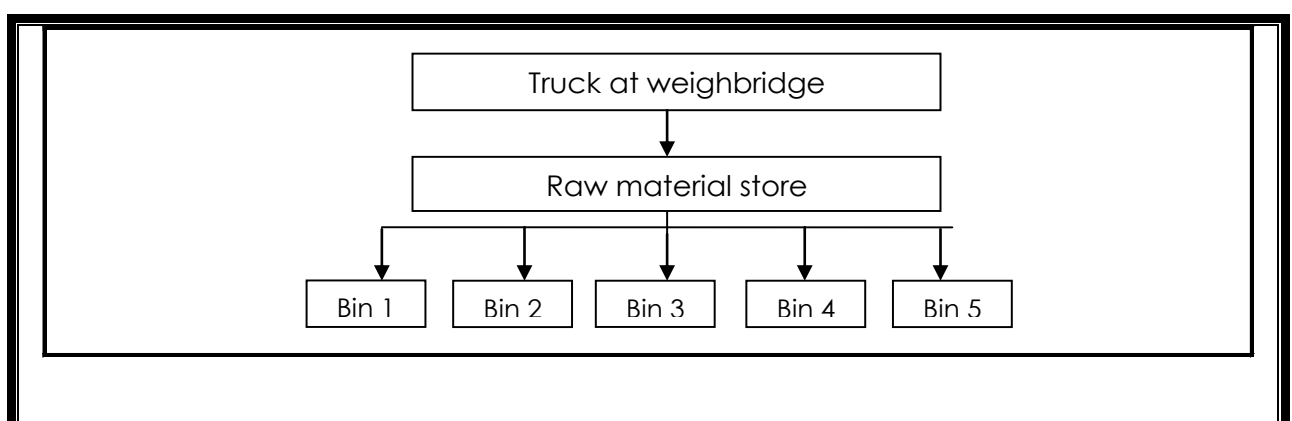 Truck at weighbridge
Raw material store
Bin 1 Bin 2 Bin 3 Bin 4 Bin 5